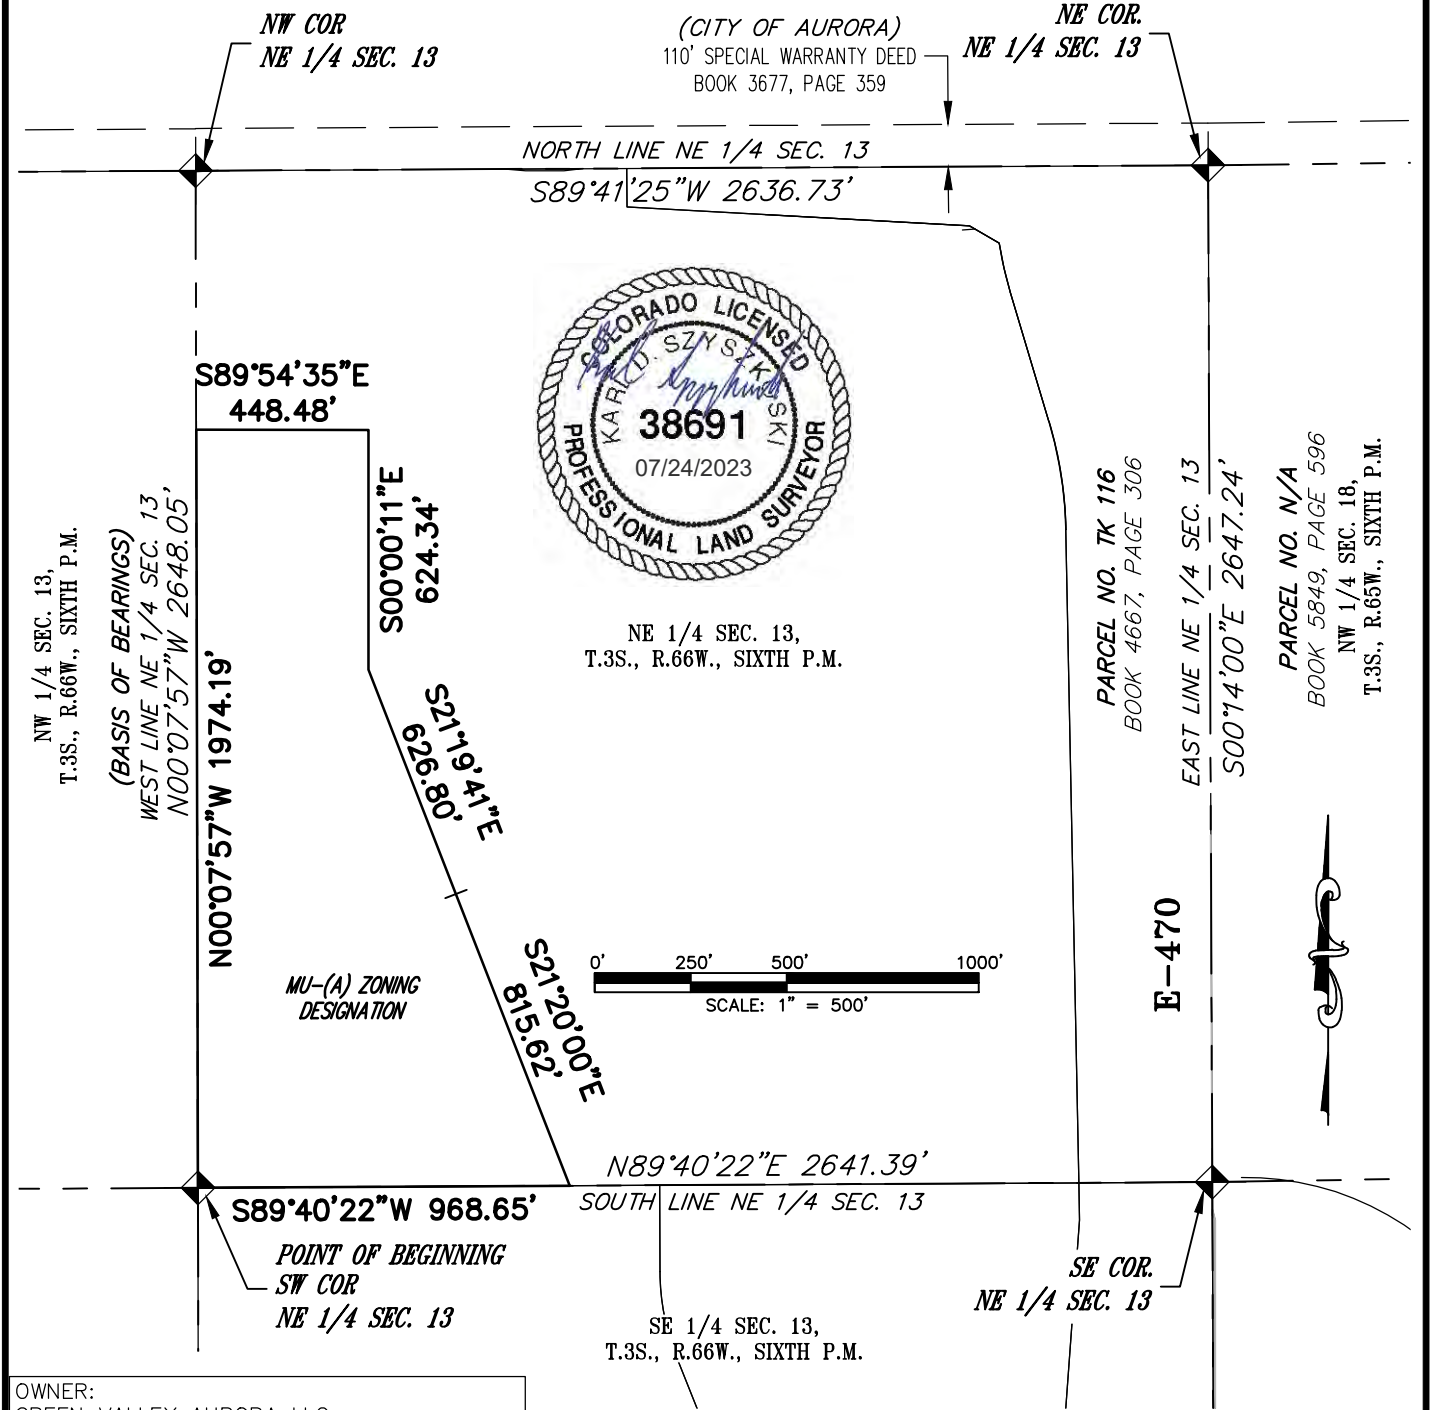 NW COR
NE 1/4 SEC. 13
(CITY OF AURORA)
110' SPECIAL WARRANTY DEED
BOOK 3677, PAGE 359
NE COR.
NE 1/4 SEC. 13
NORTH LINE NE 1/4 SEC. 13
S89°41'25"W 2636.73'
COLORADO LICENSED
PROFESSIONAL LAND SURVEYOR
38691
07/24/2023
S89°54'35"E
448.48'
S00°00'11"E
624.34'
NW 1/4 SEC. 13,
T.3S., R.66W., SIXTH P.M.
(BASIS OF BEARINGS)
WEST LINE NE 1/4 SEC. 13
N00°07'57"W 2648.05'
N00°07'57"W 1974.19'
NE 1/4 SEC. 13,
T.3S., R.66W., SIXTH P.M.
S21°19'41"E
626.80'
PARCEL NO. TK 116
BOOK 4667, PAGE 306
EAST LINE NE 1/4 SEC. 13
S00°14'00"E 2647.24'
PARCEL NO. N/A
BOOK 5849, PAGE 596
NW 1/4 SEC. 18,
T.3S., R.65W., SIXTH P.M.
E-470
MU-(A) ZONING
DESIGNATION
S21°20'00"E
815.62'
0' 250' 500' 1000'
SCALE: 1" = 500'
N89°40'22"E 2641.39'
SOUTH LINE NE 1/4 SEC. 13
S89°40'22"W 968.65'
POINT OF BEGINNING
SW COR
NE 1/4 SEC. 13
SE COR.
NE 1/4 SEC. 13
SE 1/4 SEC. 13,
T.3S., R.66W., SIXTH P.M.
OWNER: